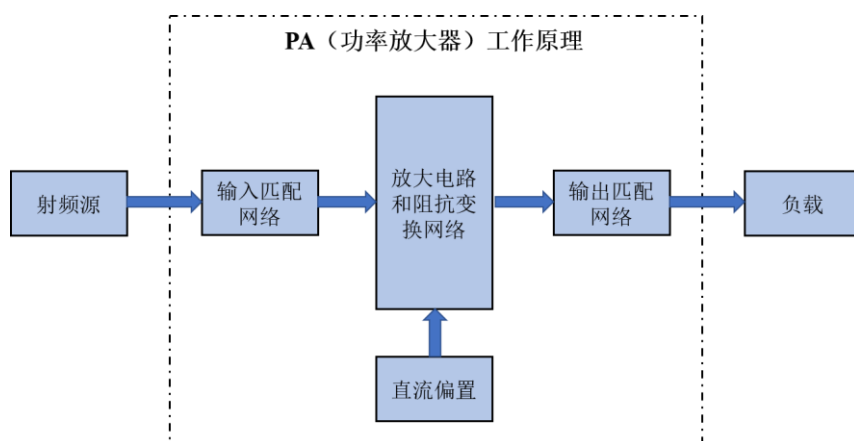 PA（功率放大器）工作原理
射频源
输入匹配
网络
放大电路
和阻抗变
换网络
输出匹配
网络
负载
直流偏置